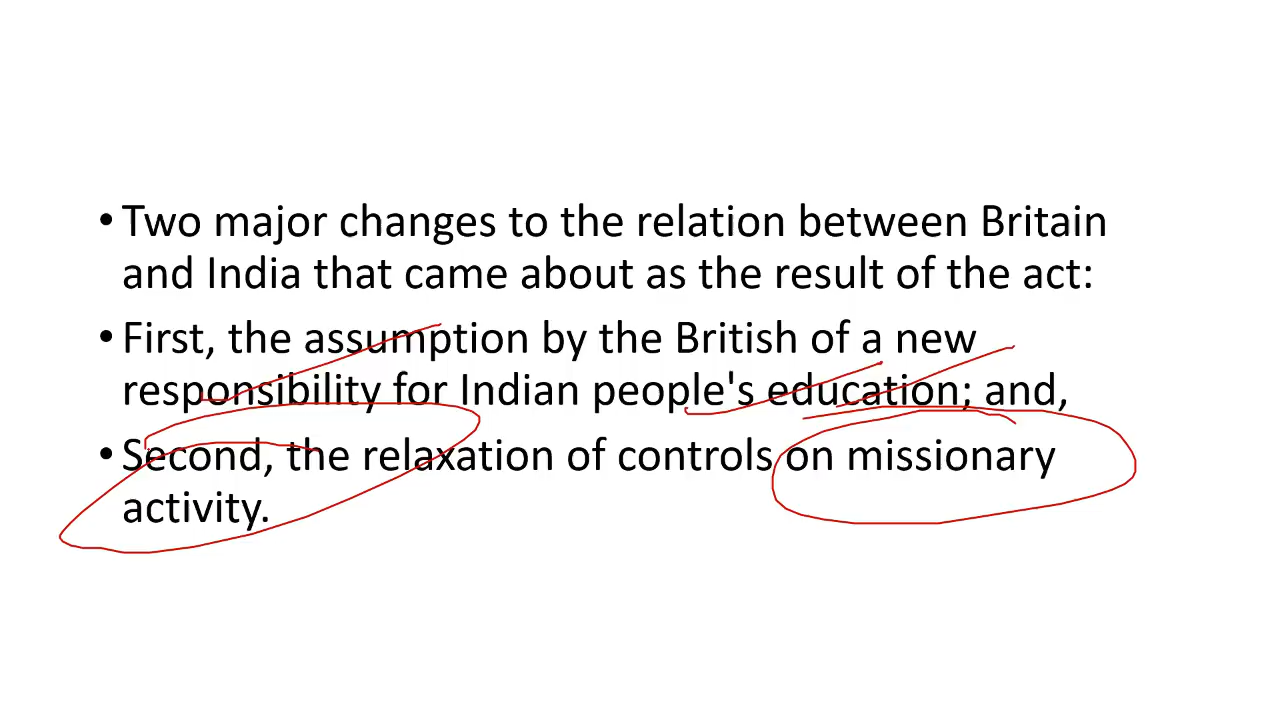 • Two major changes to the relation between Britain
and India that came about as the result of the act:
• First, the assumption by the British of a new
responsibility for Indian people's education; and,
• Second, the relaxation of controls on missionary
activity.